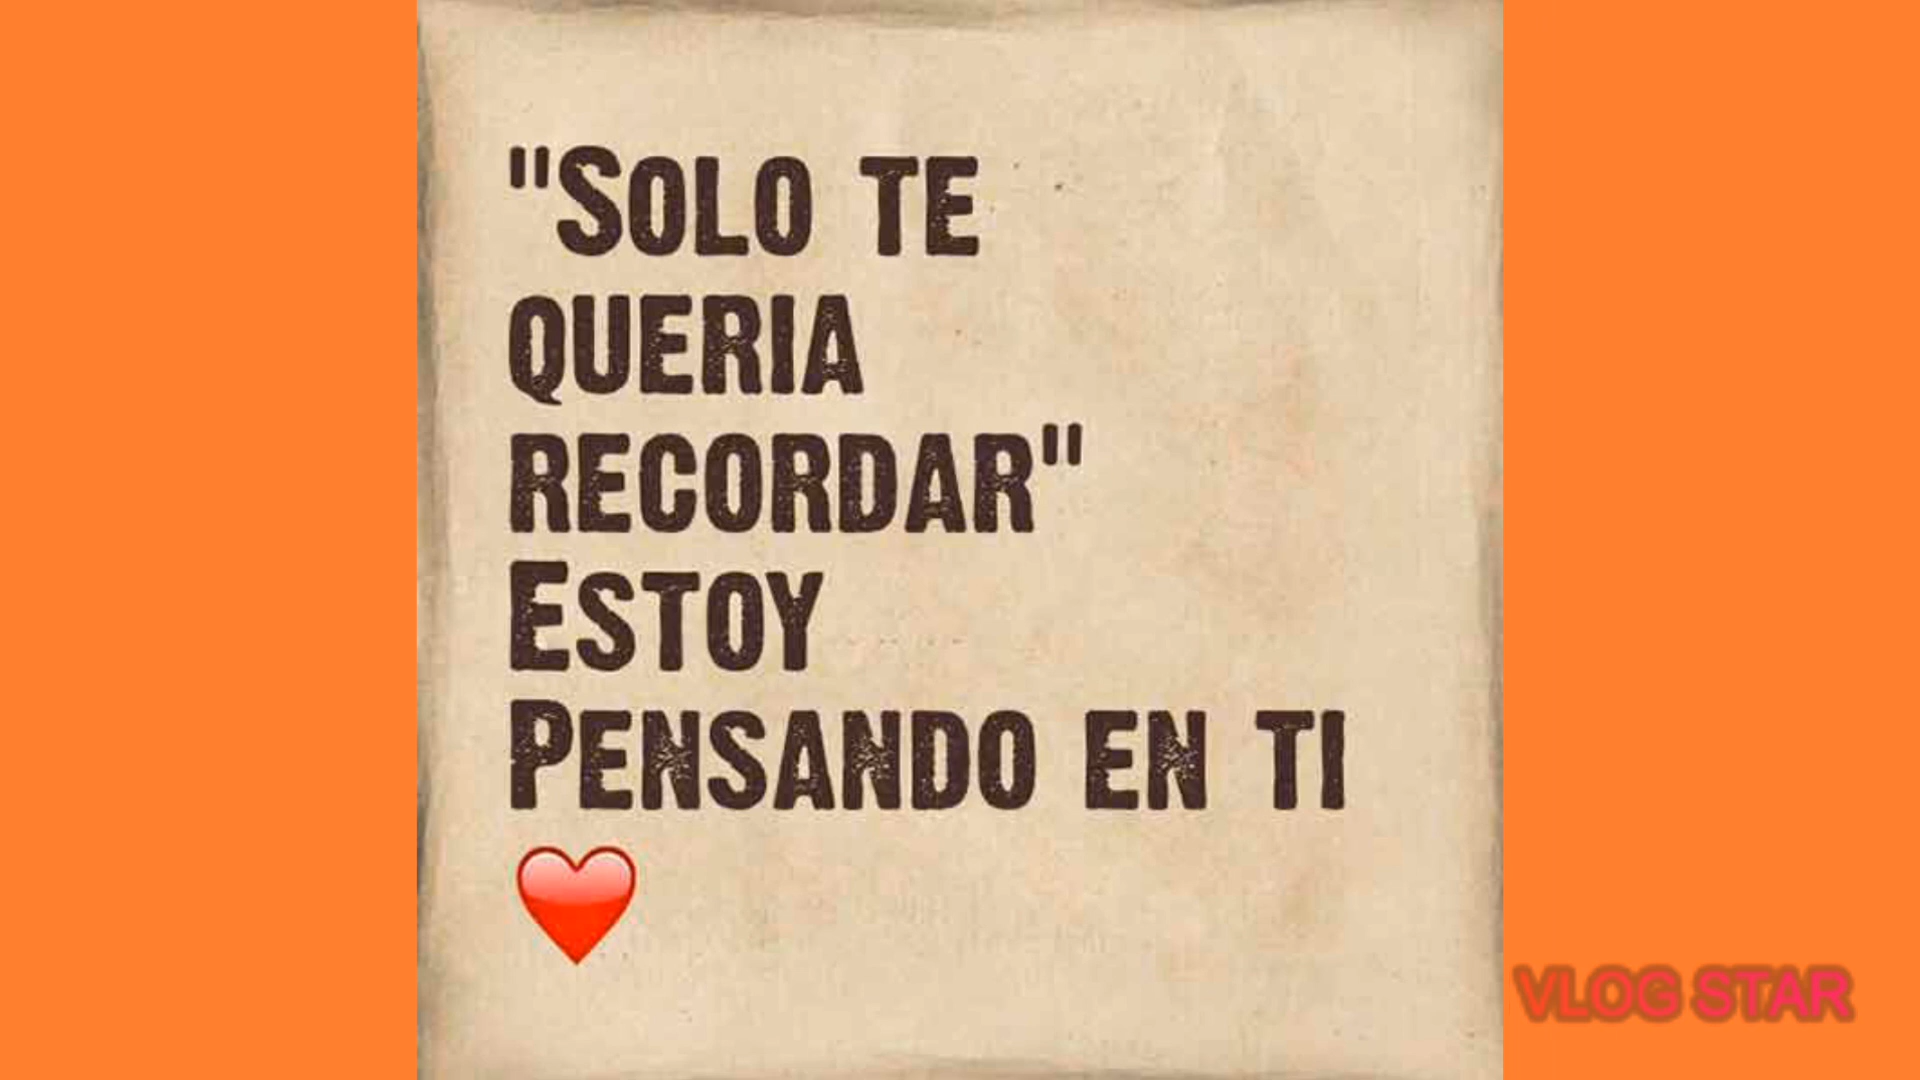 "Solo te
queria
recordar"
Estoy
Pensando en ti
❤️
VLOG STAR